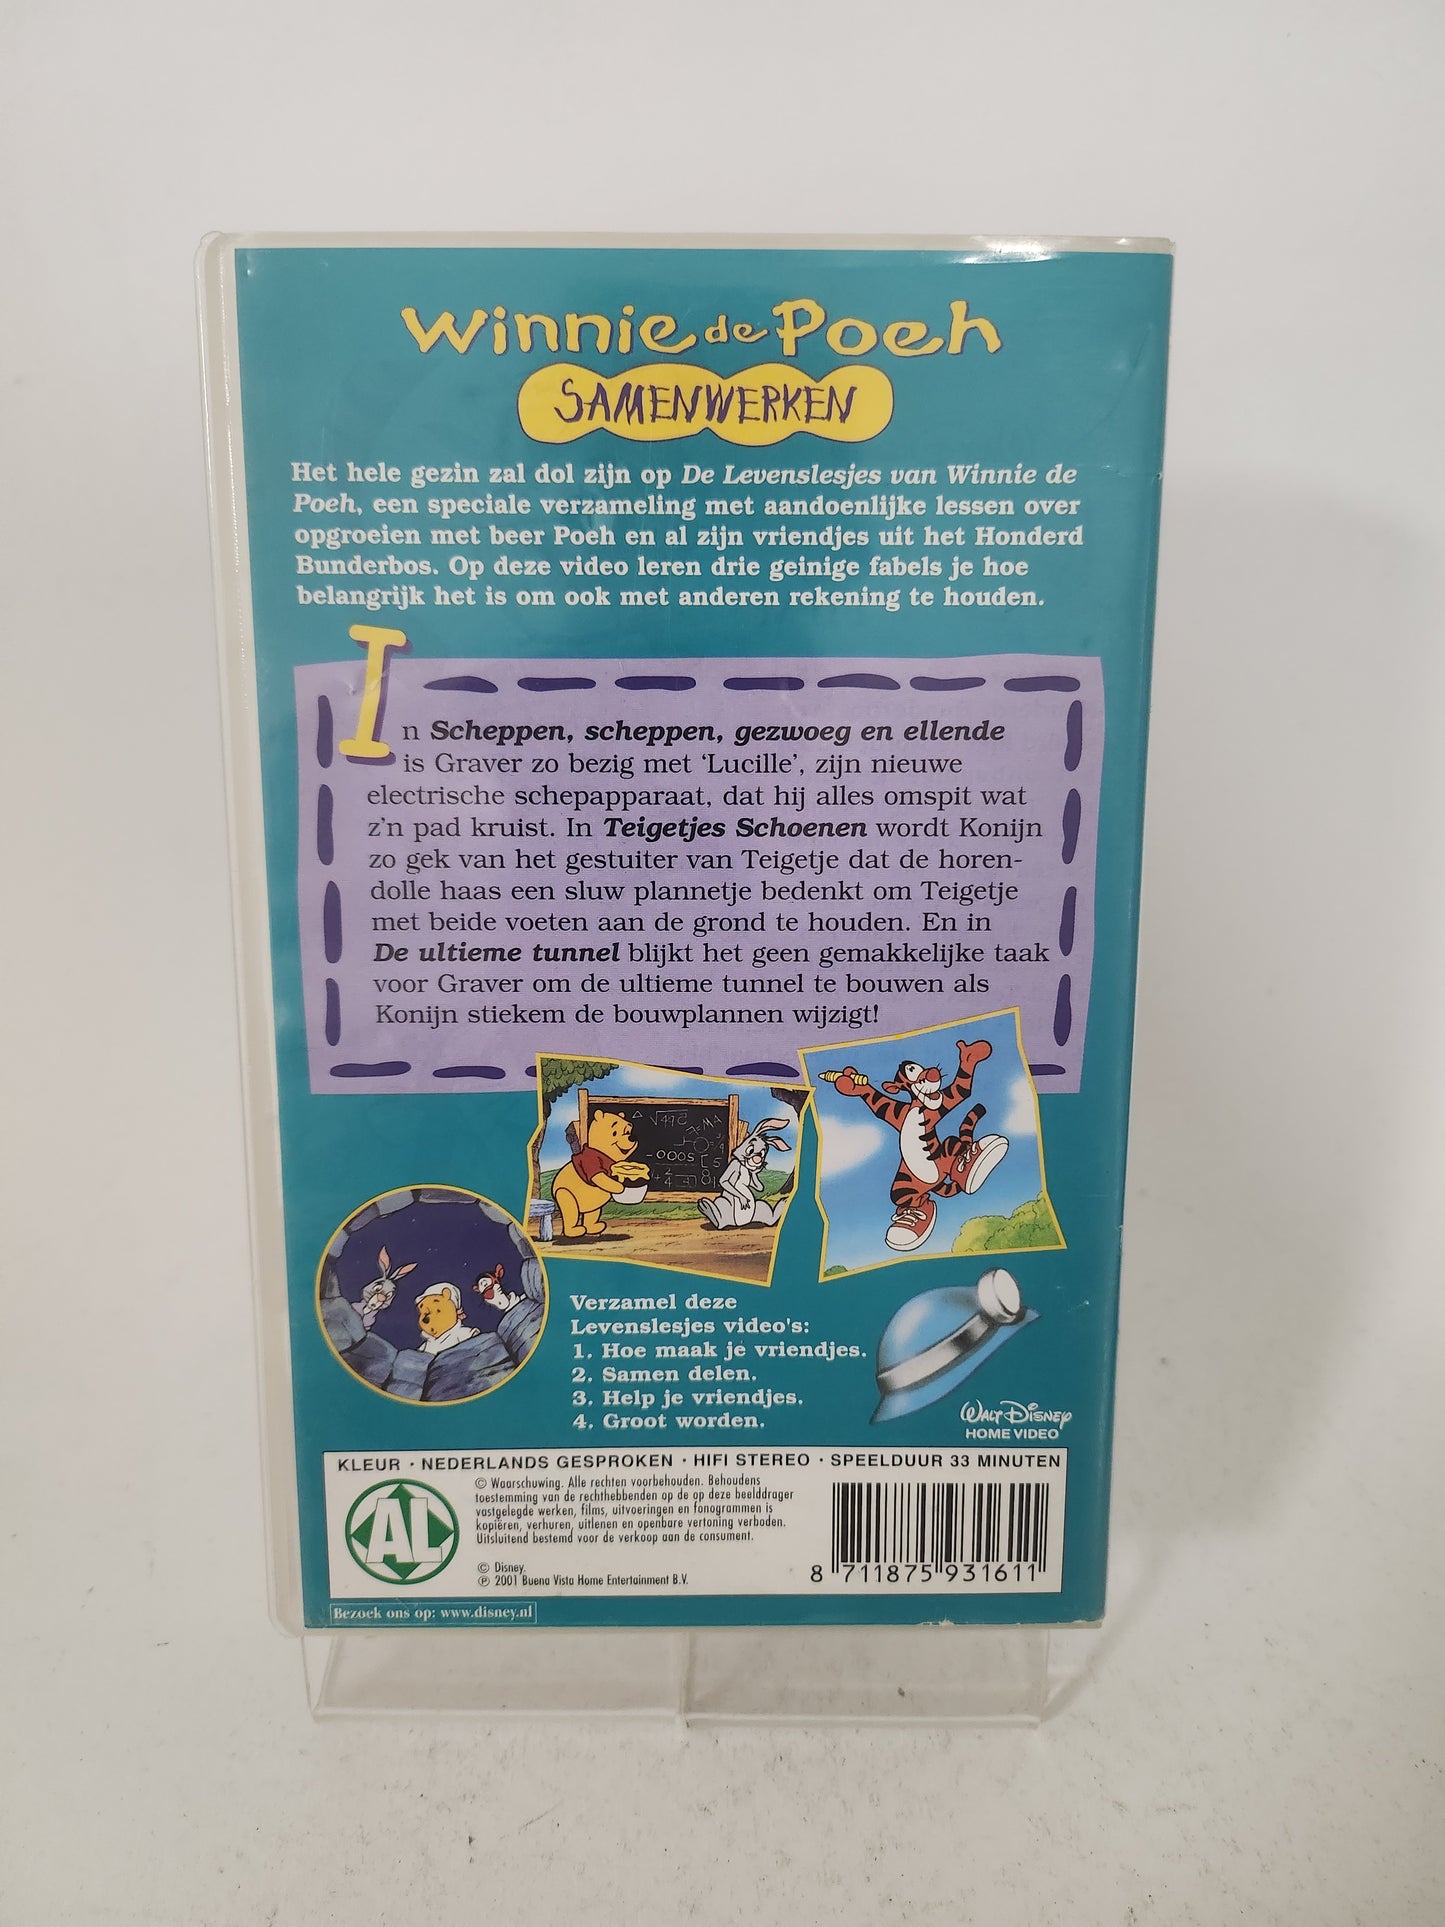 Winnie de Poeh
SAMENWERKEN
Het hele gezin zal dol zijn op De Levenslesjes van Winnie de
Poeh, een speciale verzameling met aandoenlijke lessen over
opgroeien met beer Poeh en al zijn vriendjes uit het Honderd
Bunderbos. Op deze video leren drie geinige fabels je hoe
belangrijk het is om ook met anderen rekening te houden.
In Scheppen, scheppen, gezwoeg en ellende
is Graver zo bezig met ‘Lucille’, zijn nieuwe
electrische schepapparaat, dat hij alles omspit wat
z'n pad kruist. In Teigetjes Schoenen wordt Konijn
zo gek van het gestuiter van Teigetje dat de horen-
dolle haas een sluw plannetje bedenkt om Teigetje
met beide voeten aan de grond te houden. En in
De ultieme tunnel blijkt het geen gemakkelijke taak
voor Graver om de ultieme tunnel te bouwen als
Konijn stiekem de bouwplannen wijzigt!
Verzamel deze
Levenslesjes video's:
1. Hoe maak je vriendjes.
2. Samen delen.
3. Help je vriendjes.
4. Groot worden.
WALT DISNEY
HOME VIDEO
KLEUR · NEDERLANDS GESPROKEN · HIFI STEREO · SPEELDUUR 33 MINUTEN
AL
© Waarschuwing. Alle rechten voorbehouden. Behoudens
toestemming van de rechthebbenden op de op deze beelddrager
vastgelegde werken, films, uitvoeringen en fonogrammen is
kopiëren, verhuren, uitlenen en openbare vertoning verboden.
Uitsluitend bestemd voor de verkoop aan de consument.
© Disney.
℗ 2001 Buena Vista Home Entertainment B.V.
8 711875 931611
Bezoek ons op: www.disney.nl